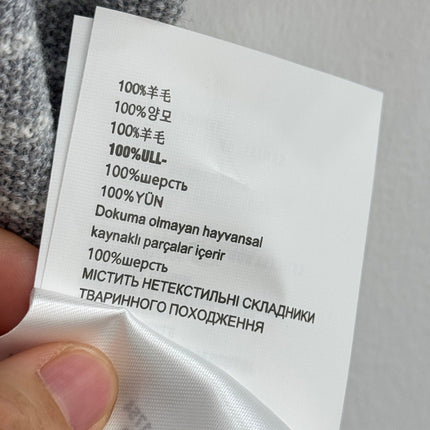 100%羊毛
100%양모
100%羊毛
100%ULL-
100%шерсть
100%YÜN
Dokuma olmayan hayvansal
kaynaklı parçalar içerir
100%шерсть
МІСТИТЬ НЕТЕКСТИЛЬНІ СКЛАДНИКИ
ТВАРИННОГО ПОХОДЖЕННЯ